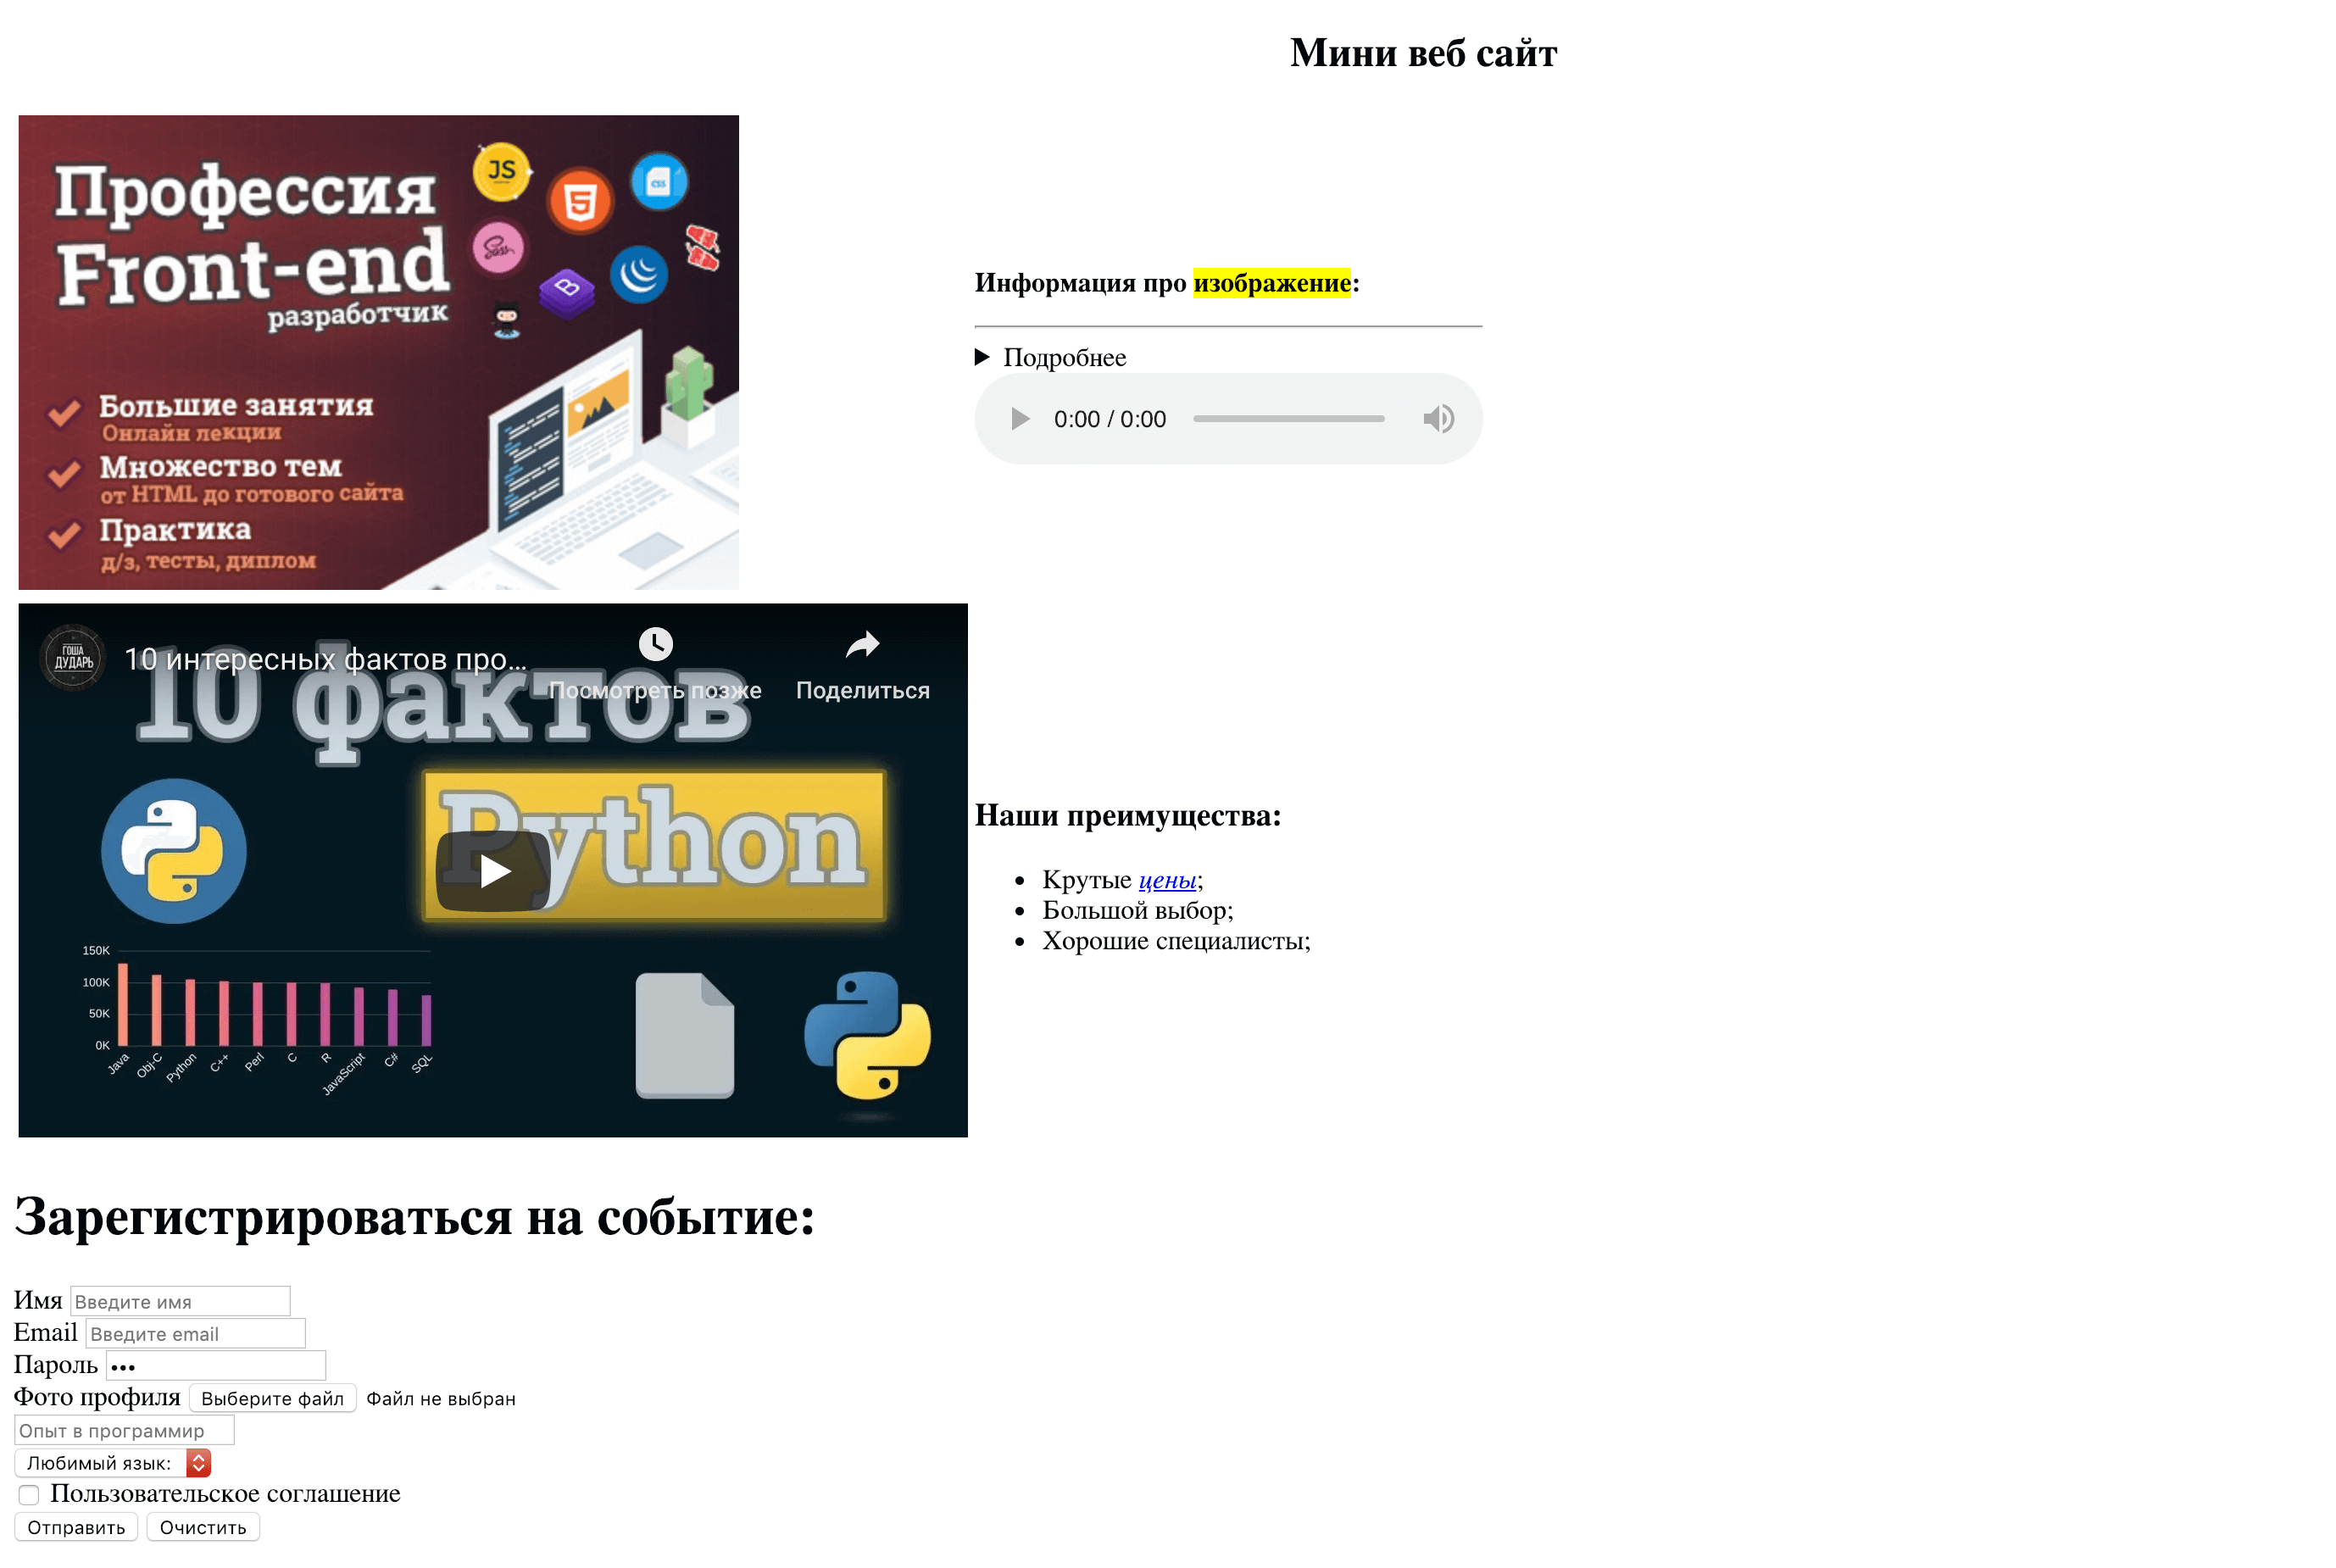 Мини веб сайт
Профессия
Front-end
разработчик
JS
5
CSS
Sass
B
Большие занятия
Онлайн лекции
Множество тем
от HTML до готового сайта
Практика
д/з, тесты, диплом
Информация про изображение:
Подробнее
0:00 / 0:00
ГОША
ДУДАРЬ
10 интересных фактов про...
Посмотреть позже
Поделиться
10 фактов
Python
150K
100K
50K
0K
Java
Obj-C
Python
C++
Perl
C
R
JavaScript
C#
SQL
Наши преимущества:
Крутые цены;
Большой выбор;
Хорошие специалисты;
Зарегистрироваться на событие:
Имя Введите имя
Email Введите email
Пароль •••
Фото профиля Выберите файл Файл не выбран
Опыт в программир
Любимый язык:
Пользовательское соглашение
Отправить Очистить